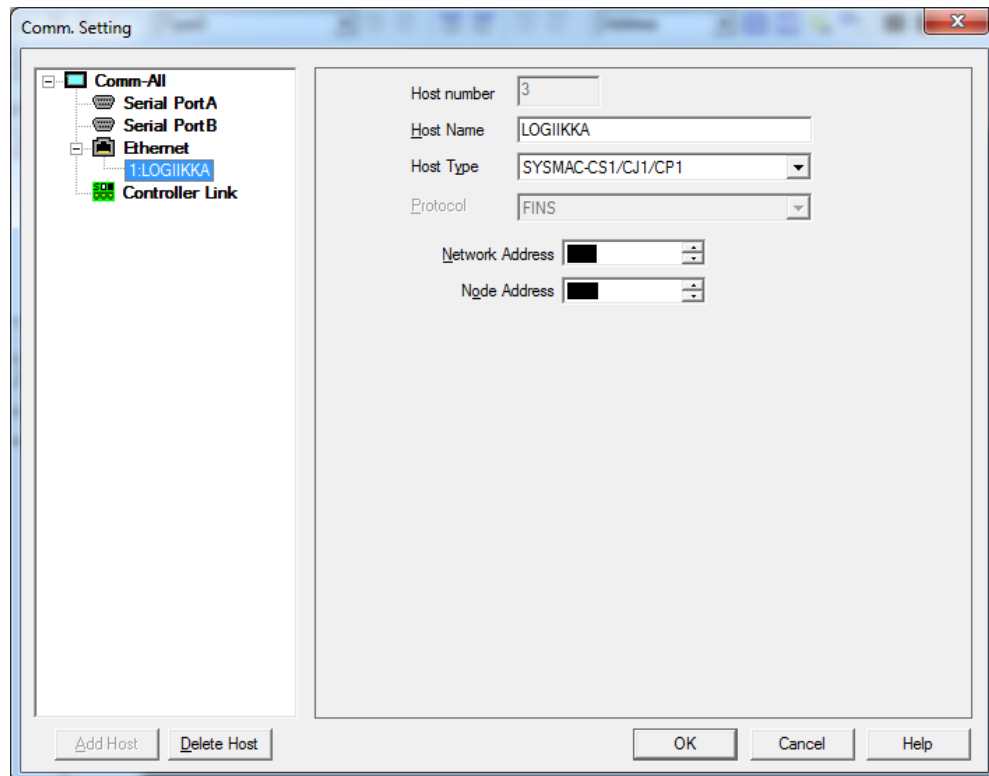 Comm. Setting
Comm-All
Serial PortA
Serial PortB
Ethernet
1:LOGIIKKA
Controller Link
Host number 3
Host Name LOGIIKKA
Host Type SYSMAC-CS1/CJ1/CP1
Protocol FINS
Network Address
Node Address
Add Host Delete Host OK Cancel Help